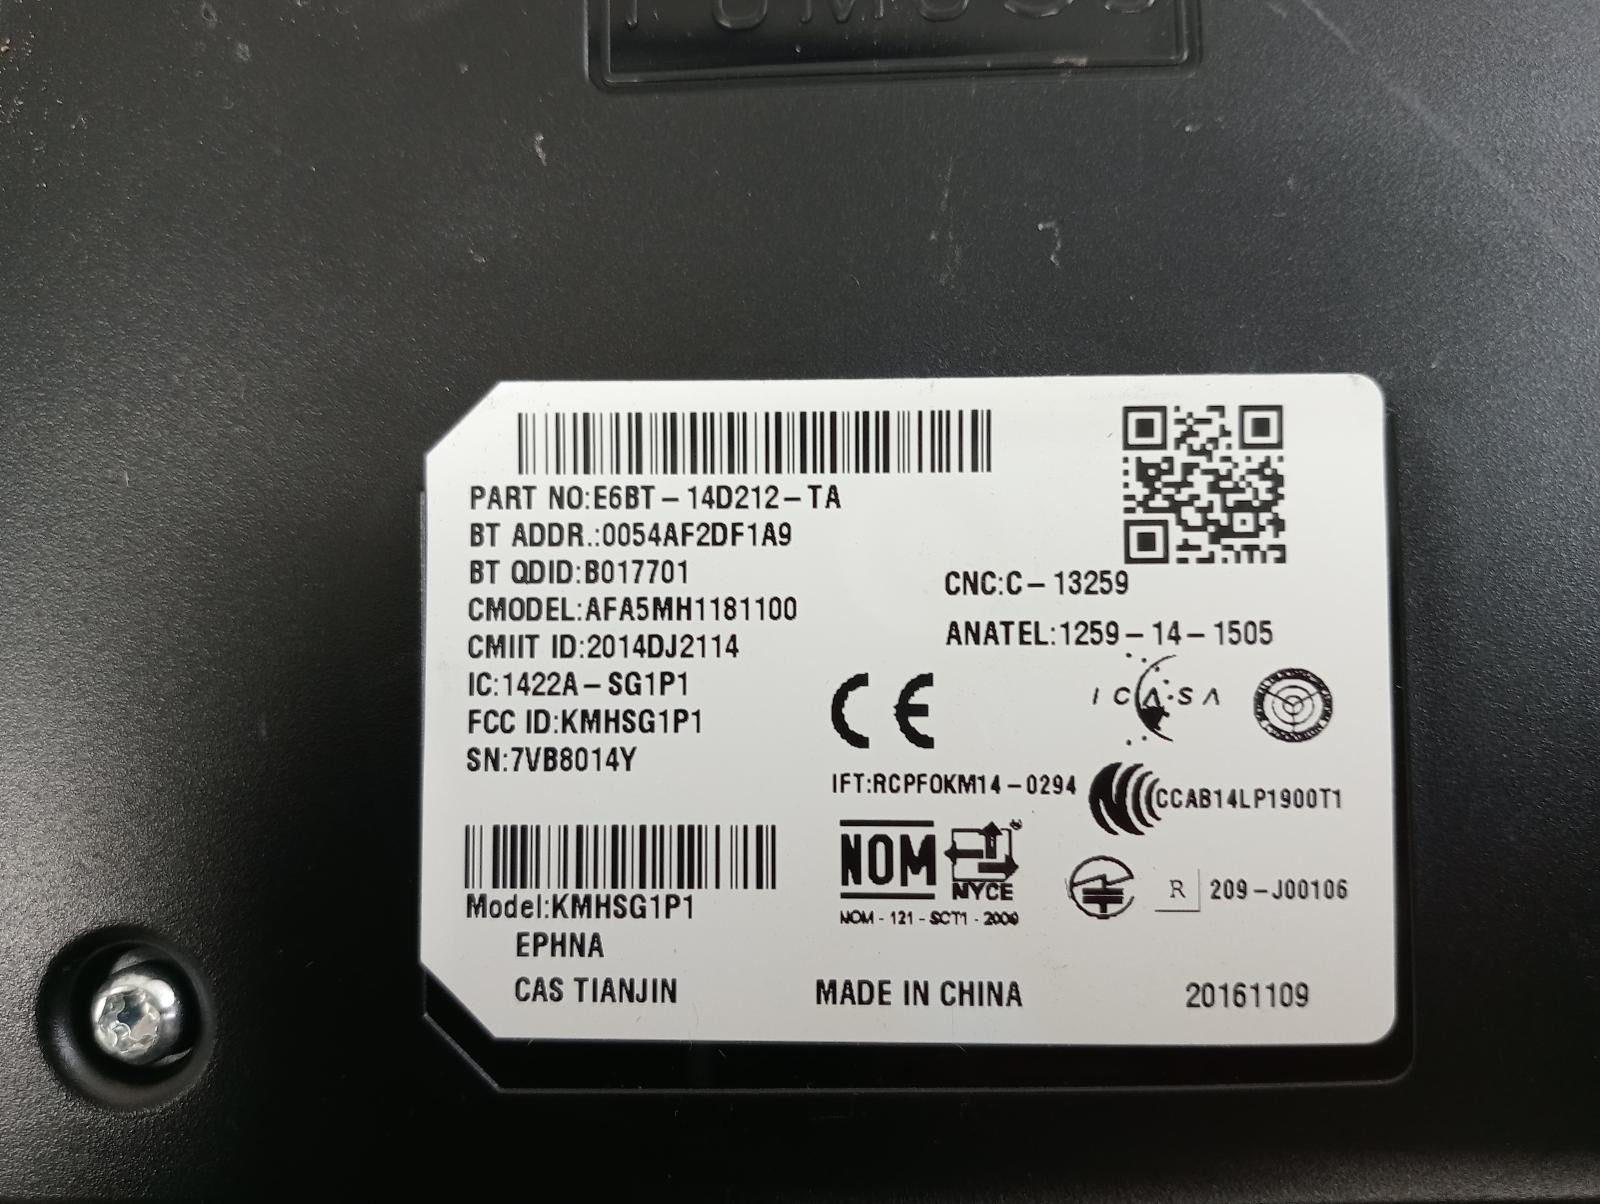 PART NO:E6BT-14D212-TA
BT ADDR.:0054AF2DF1A9
BT QDID:B017701
CMODEL:AFA5MH1181100
CMIIT ID:2014DJ2114
IC:1422A-SG1P1
FCC ID:KMHSG1P1
SN:7VB8014Y
CNC:C-13259
ANATEL:1259-14-1505
CE
ICASA
IFT:RCPFOKM14-0294
CCAB14LP1900T1
NOM
NYCE
NOM-121-SCT1-2009
R 209-J00106
Model:KMHSG1P1
EPHNA
CAS TIANJIN
MADE IN CHINA
20161109